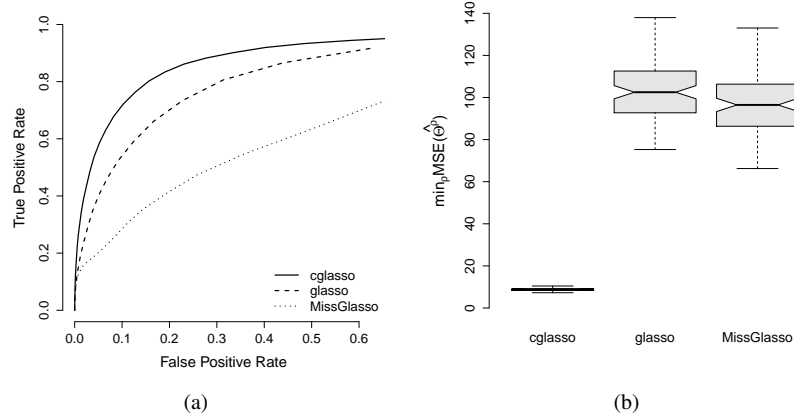 True Positive Rate
1.0
0.8
0.6
0.4
0.2
0.0
cglasso
glasso
MissGlasso
0.0 0.1 0.2 0.3 0.4 0.5 0.6
False Positive Rate
(a)
min_ρMSE(Θ̂^ρ)
140
120
100
80
60
40
20
0
cglasso glasso MissGlasso
(b)